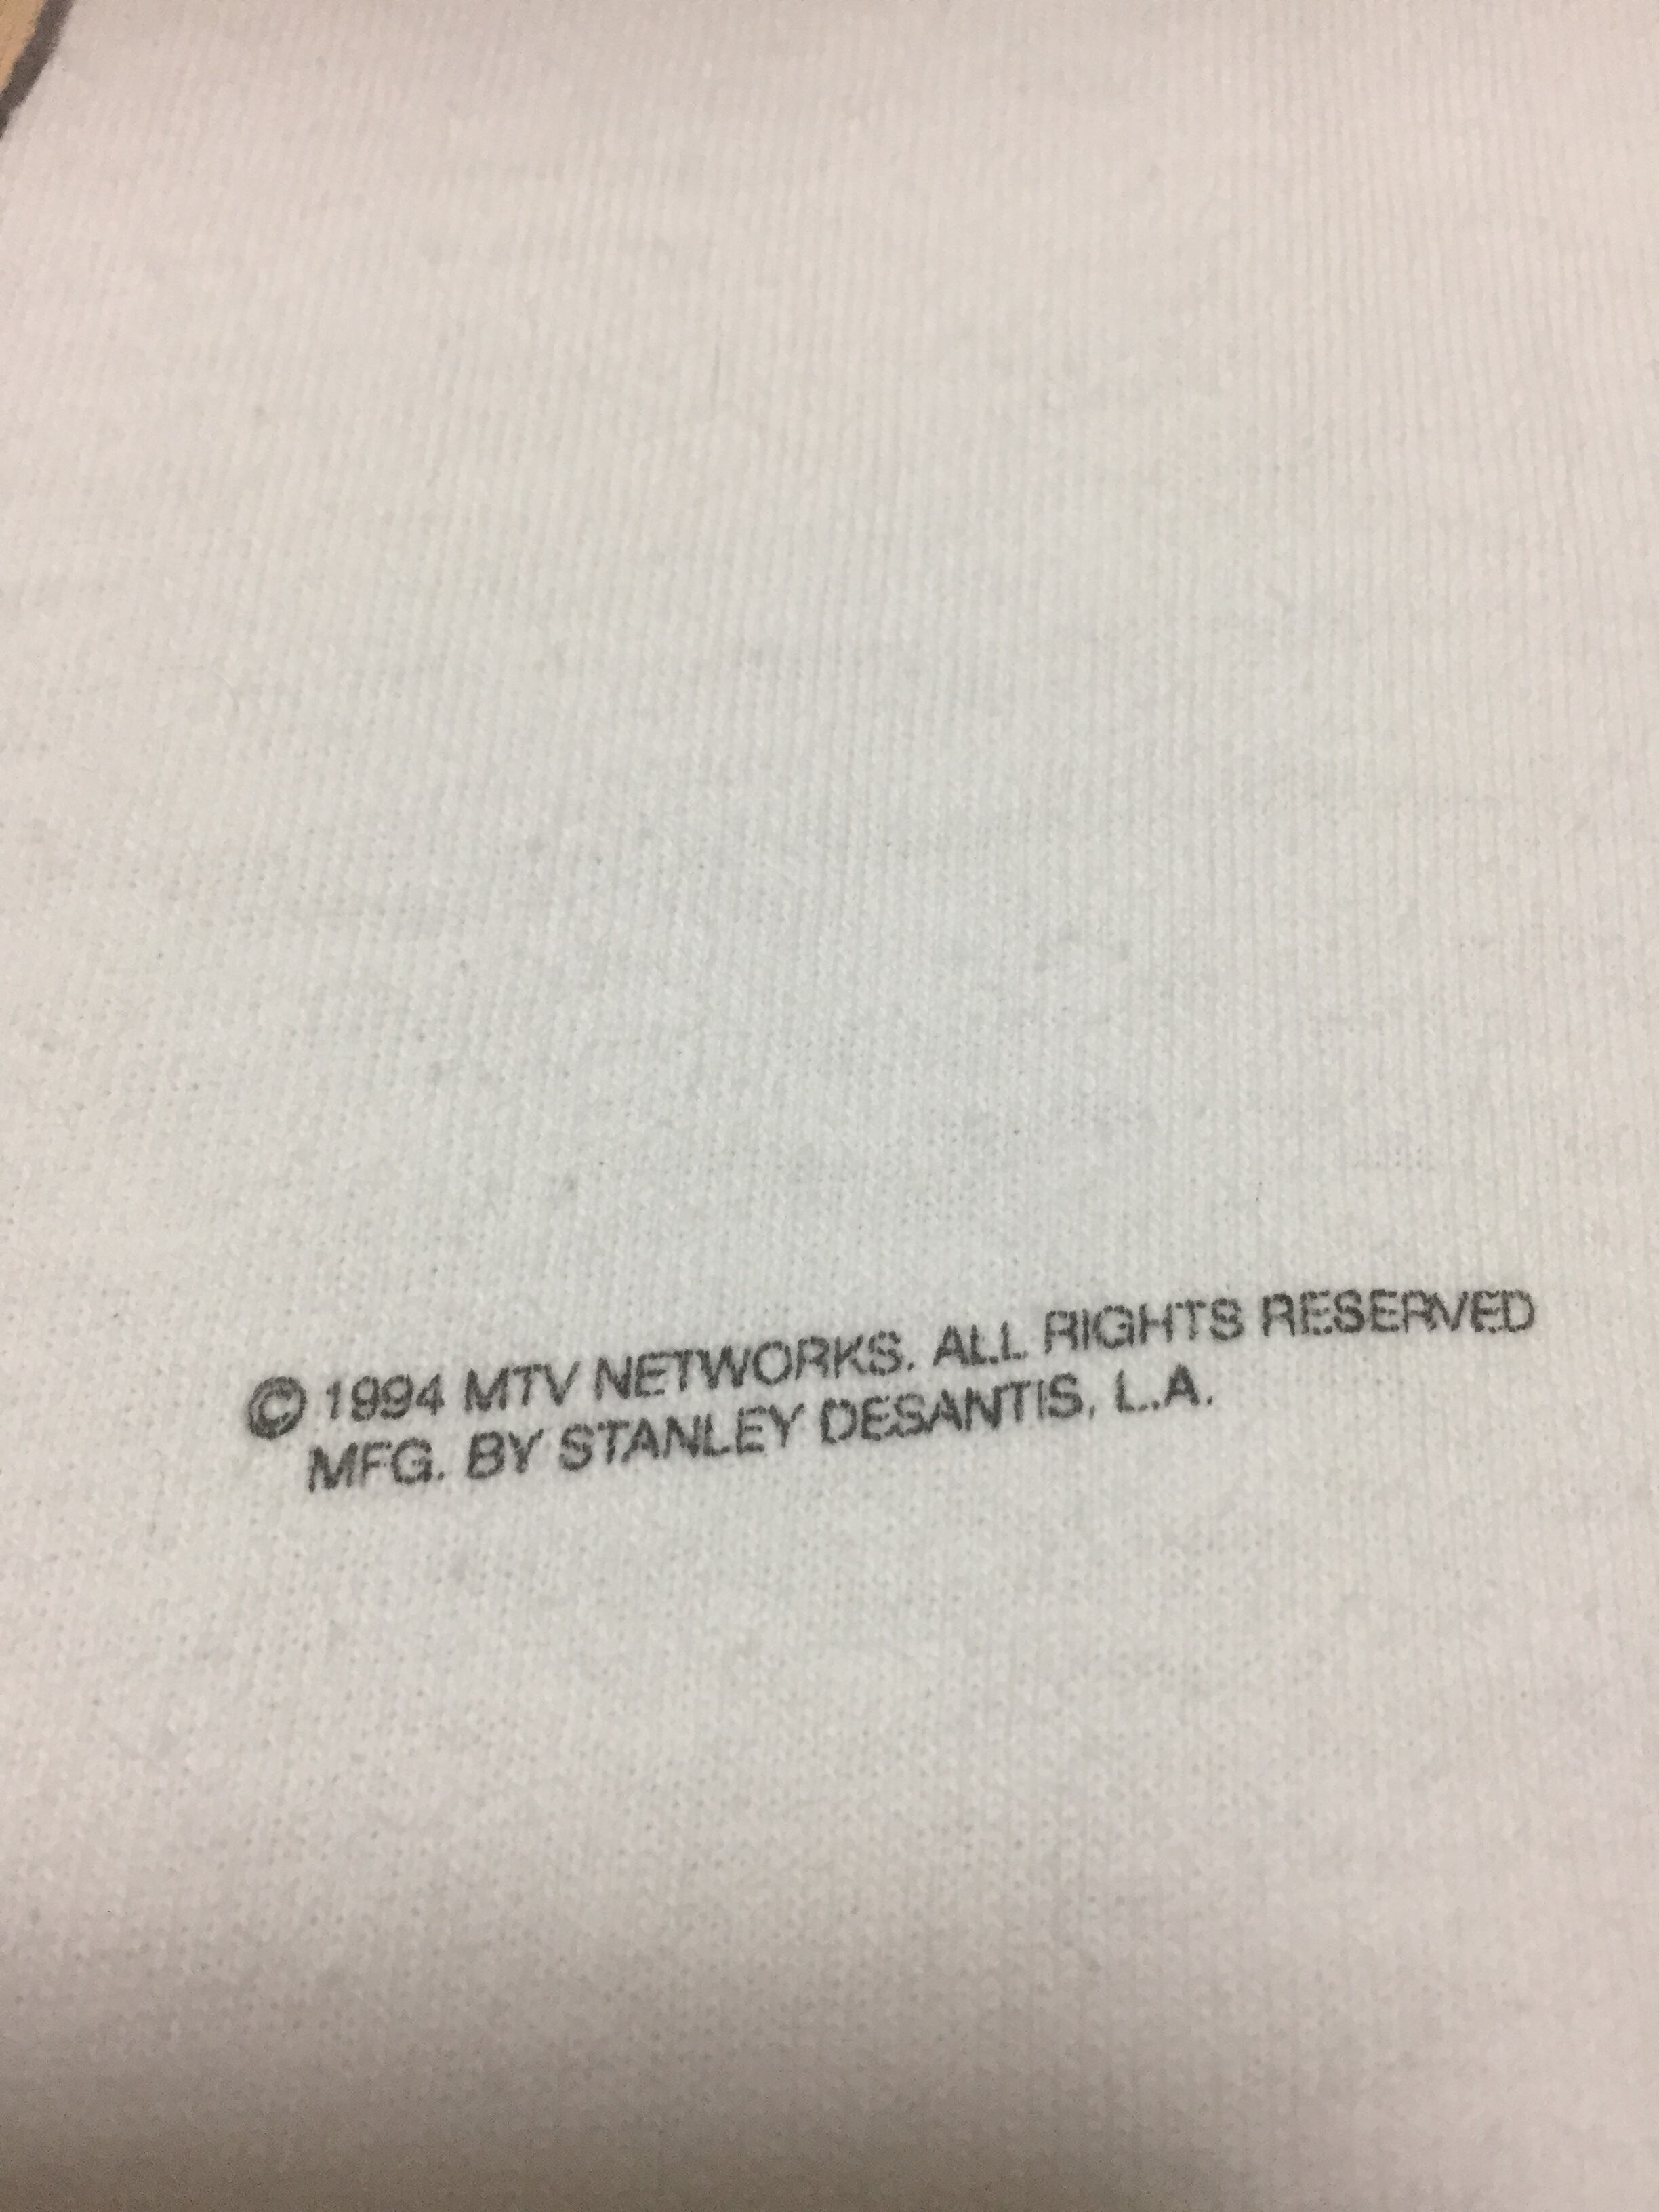 © 1994 MTV NETWORKS. ALL RIGHTS RESERVED
MFG. BY STANLEY DESANTIS, L.A.